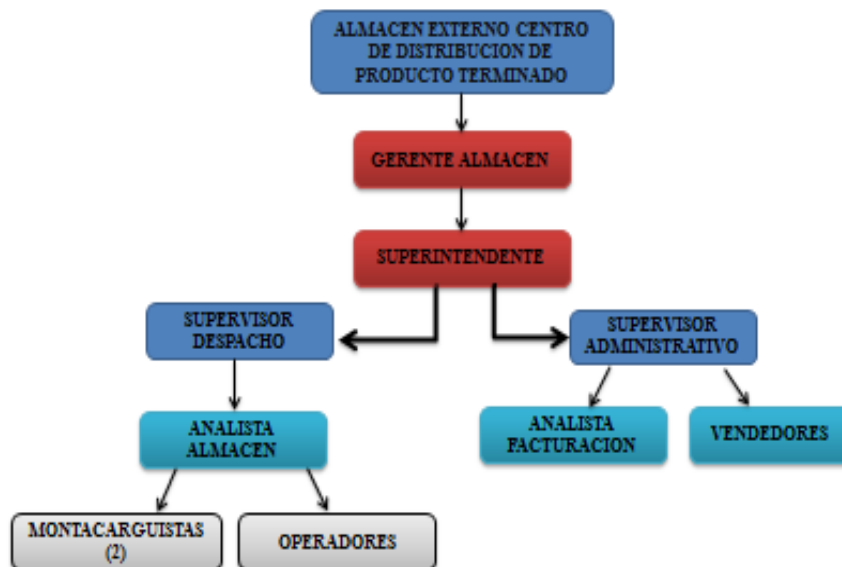 ALMACEN EXTERNO CENTRO
DE DISTRIBUCION DE
PRODUCTO TERMINADO
GERENTE ALMACEN
SUPERINTENDENTE
SUPERVISOR
DESPACHO
SUPERVISOR
ADMINISTRATIVO
ANALISTA
ALMACEN
ANALISTA
FACTURACION
VENDEDORES
MONTACARGUISTAS
(2)
OPERADORES